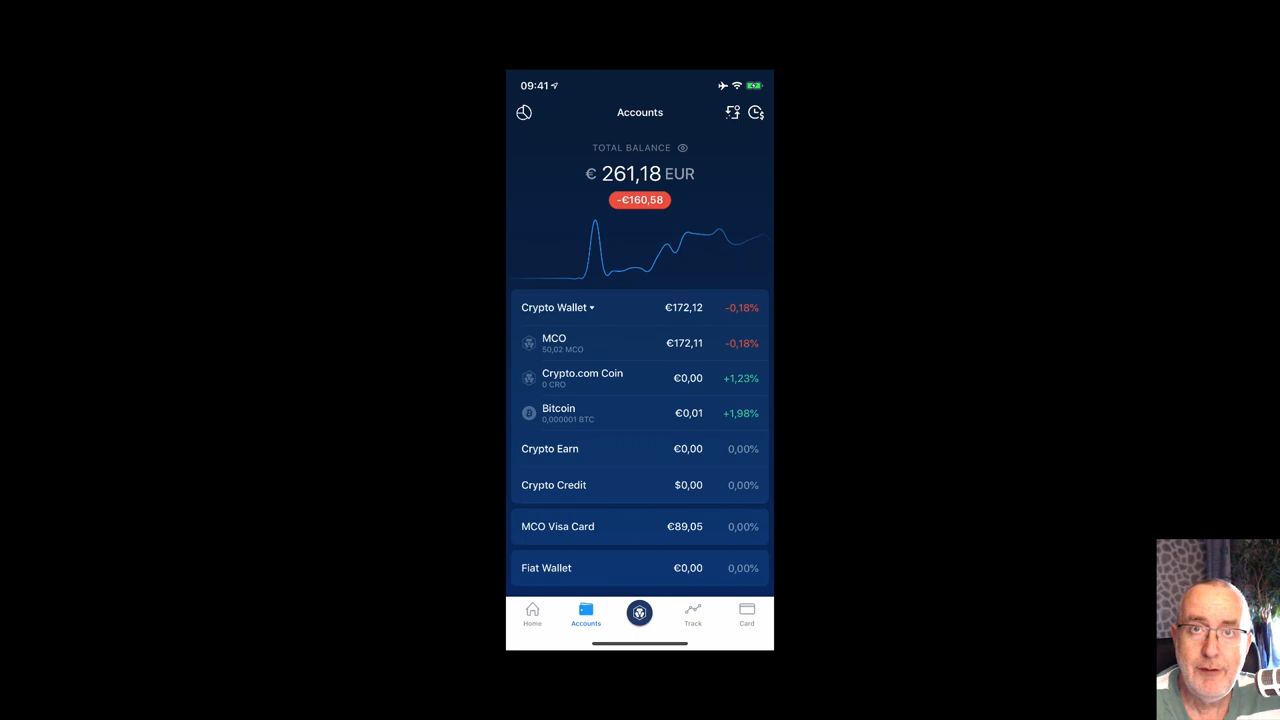 09:41
Accounts
TOTAL BALANCE
€ 261,18 EUR
-€160,58
Crypto Wallet €172,12 -0,18%
MCO €172,11 -0,18%
50,02 MCO
Crypto.com Coin €0,00 +1,23%
0 CRO
Bitcoin €0,01 +1,98%
0,000001 BTC
Crypto Earn €0,00 0,00%
Crypto Credit $0,00 0,00%
MCO Visa Card €89,05 0,00%
Fiat Wallet €0,00 0,00%
Home Accounts Track Card